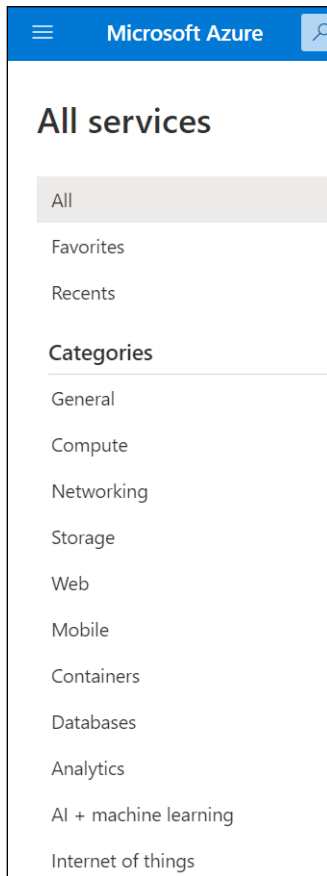 Microsoft Azure
All services
All
Favorites
Recents
Categories
General
Compute
Networking
Storage
Web
Mobile
Containers
Databases
Analytics
AI + machine learning
Internet of things